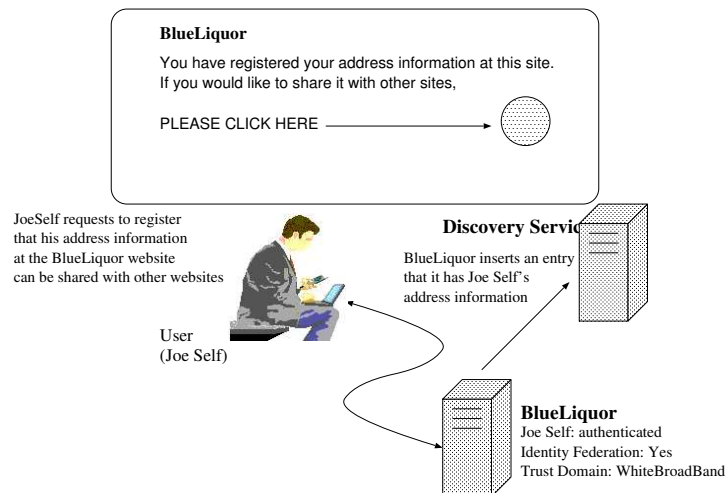 BlueLiquor
You have registered your address information at this site.
If you would like to share it with other sites,
PLEASE CLICK HERE
JoeSelf requests to register
that his address information
at the BlueLiquor website
can be shared with other websites
Discovery Servic
BlueLiquor inserts an entry
that it has Joe Self's
address information
User
(Joe Self)
BlueLiquor
Joe Self: authenticated
Identity Federation: Yes
Trust Domain: WhiteBroadBand